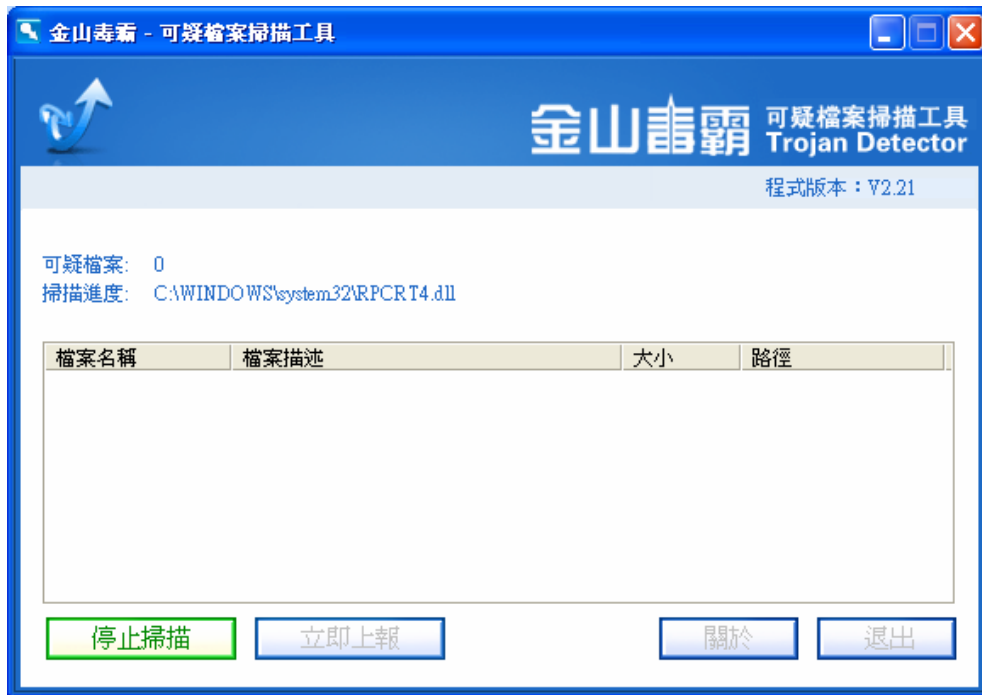 金山毒霸 - 可疑檔案掃描工具
金山毒霸 可疑檔案掃描工具
Trojan Detector
程式版本：V2.21
可疑檔案: 0
掃描進度: C:\WINDOWS\system32\RPCRT4.dll
檔案名稱 檔案描述 大小 路徑
停止掃描 立即上報 關於 退出